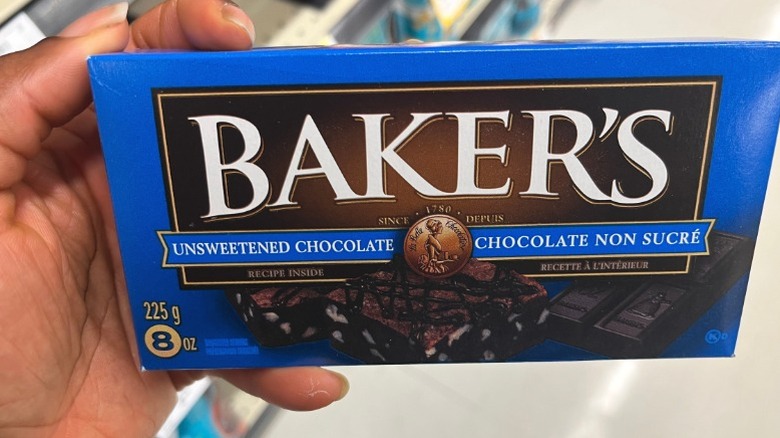 BAKER'S
SINCE · 1780 · DEPUIS
UNSWEETENED CHOCOLATE
CHOCOLATE NON SUCRÉ
RECIPE INSIDE
RECETTE À L'INTÉRIEUR
225 g
8 OZ